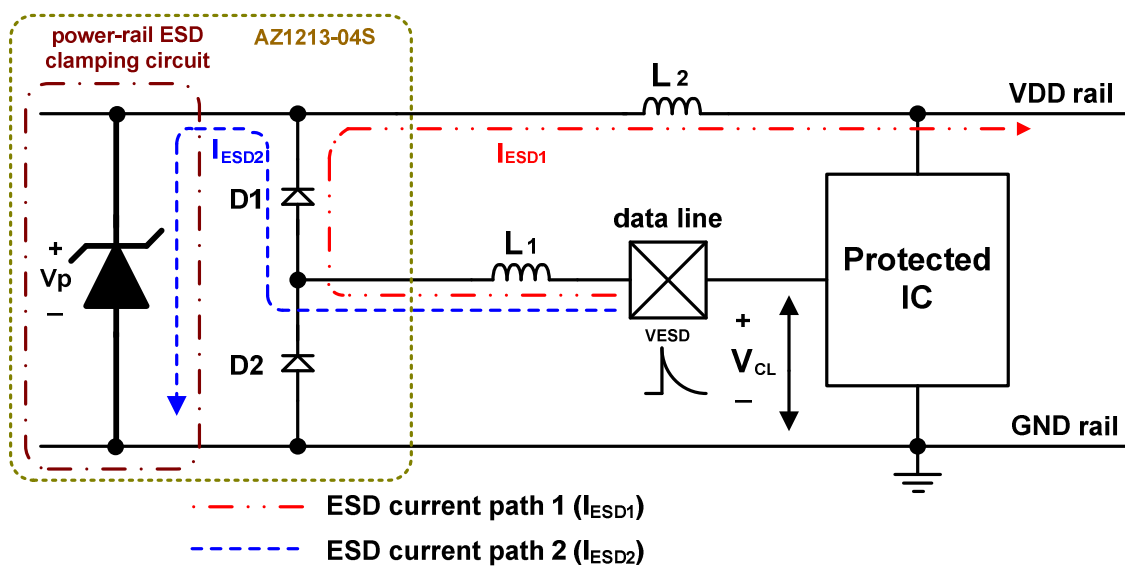 power-rail ESD
clamping circuit
AZ1213-04S
L2
VDD rail
IESD2
IESD1
D1
data line
L1
Protected
IC
+
Vp
–
VESD
+
VCL
–
D2
GND rail
ESD current path 1 (IESD1)
ESD current path 2 (IESD2)